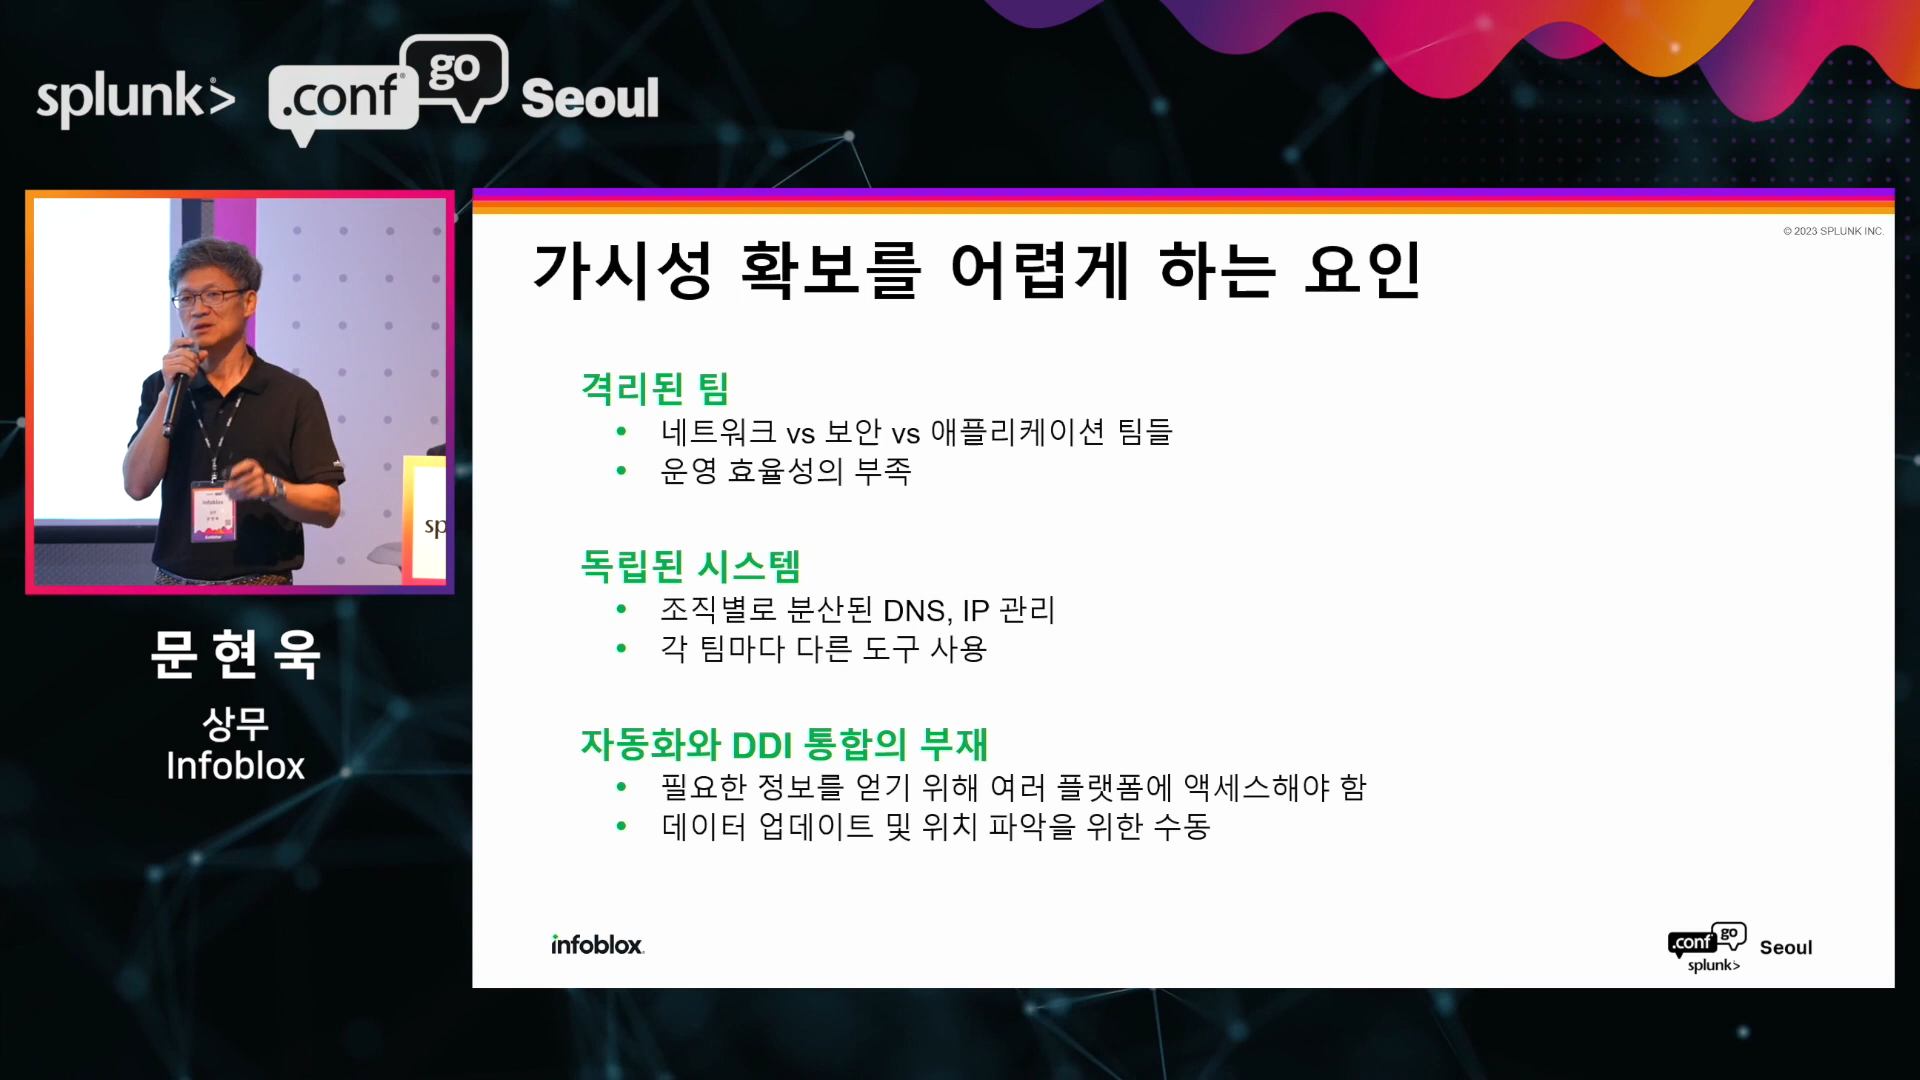 splunk>
.conf go Seoul
© 2023 SPLUNK INC.
가시성 확보를 어렵게 하는 요인
격리된 팀
• 네트워크 vs 보안 vs 애플리케이션 팀들
• 운영 효율성의 부족
독립된 시스템
• 조직별로 분산된 DNS, IP 관리
• 각 팀마다 다른 도구 사용
자동화와 DDI 통합의 부재
• 필요한 정보를 얻기 위해 여러 플랫폼에 액세스해야 함
• 데이터 업데이트 및 위치 파악을 위한 수동
infoblox
.conf go
splunk>
Seoul
infoblox
sp
문현욱
상무
Infoblox